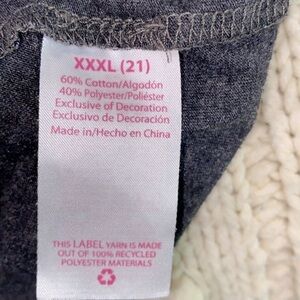 XXXL (21)
60% Cotton/Algodón
40% Polyester/Poliéster
Exclusive of Decoration
Exclusivo de Decoración
Made in/Hecho en China
THIS LABEL YARN IS MADE
OUT OF 100% RECYCLED
POLYESTER MATERIALS